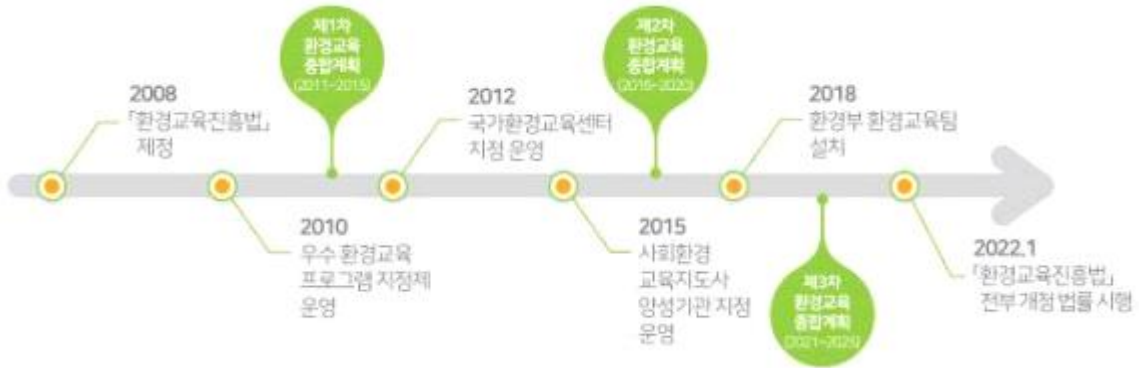 2008
「환경교육진흥법」
제정
2010
우수 환경교육
프로그램 지정제
운영
제1차
환경교육
종합계획
(2011~2015)
2012
국가환경교육센터
지정 운영
2015
사회환경
교육지도사
양성기관 지정
운영
제2차
환경교육
종합계획
(2016~2020)
2018
환경부 환경교육팀
설치
제3차
환경교육
종합계획
(2021~2025)
2022.1
「환경교육진흥법」
전부 개정 법률 시행